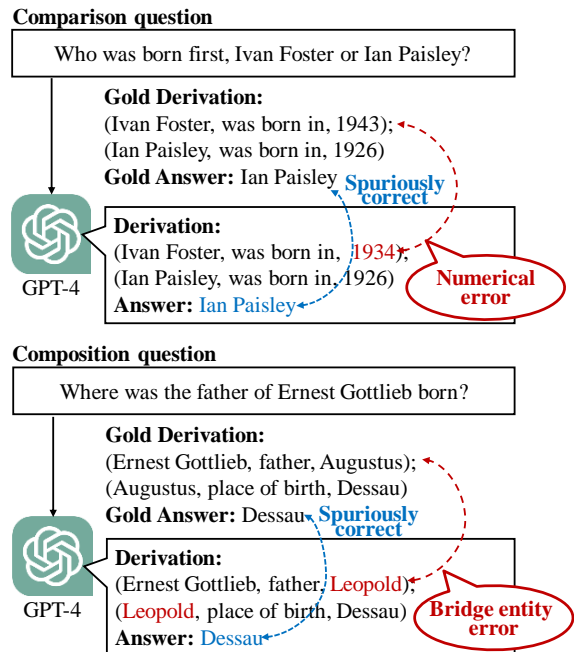 Comparison question
Who was born first, Ivan Foster or Ian Paisley?
Gold Derivation:
(Ivan Foster, was born in, 1943);
(Ian Paisley, was born in, 1926)
Gold Answer: Ian Paisley
Spuriously
correct
Derivation:
(Ivan Foster, was born in, 1934);
(Ian Paisley, was born in, 1926)
Answer: Ian Paisley
GPT-4
Numerical
error
Composition question
Where was the father of Ernest Gottlieb born?
Gold Derivation:
(Ernest Gottlieb, father, Augustus);
(Augustus, place of birth, Dessau)
Gold Answer: Dessau
Spuriously
correct
Derivation:
(Ernest Gottlieb, father, Leopold);
(Leopold, place of birth, Dessau)
Answer: Dessau
GPT-4
Bridge entity
error